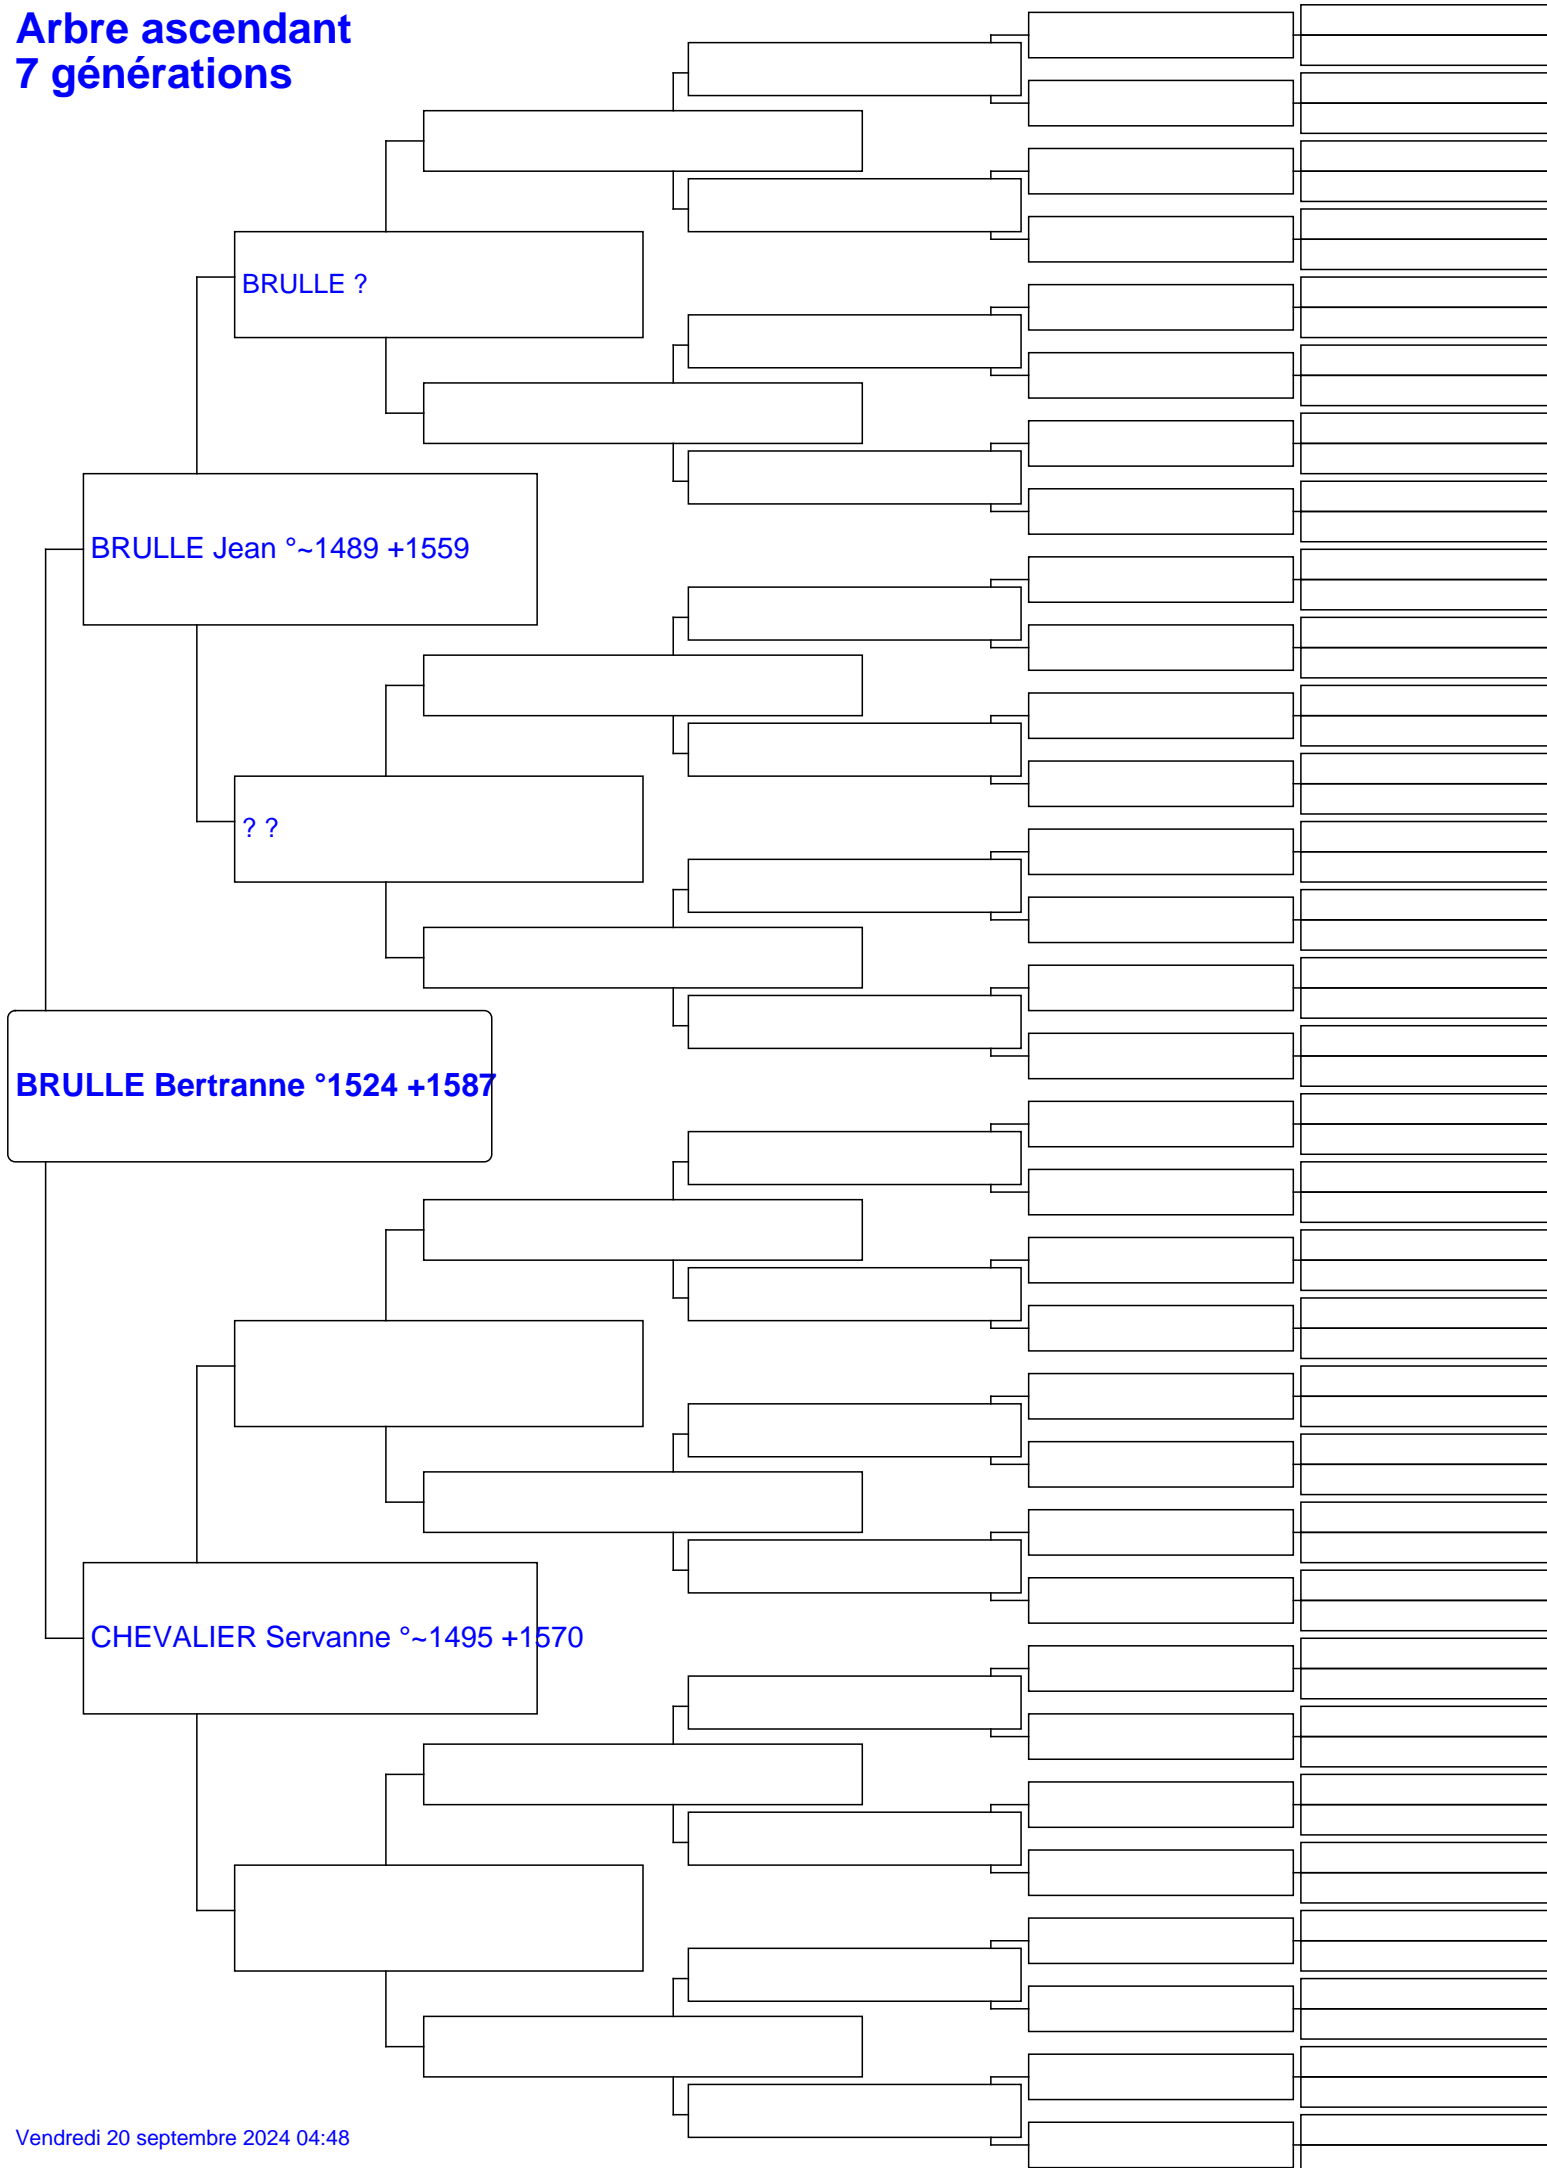 Arbre ascendant
7 générations
BRULLE ?
BRULLE Jean °~1489 +1559
? ?
BRULLE Bertranne °1524 +1587
CHEVALIER Servanne °~1495 +1570
Vendredi 20 septembre 2024 04:48